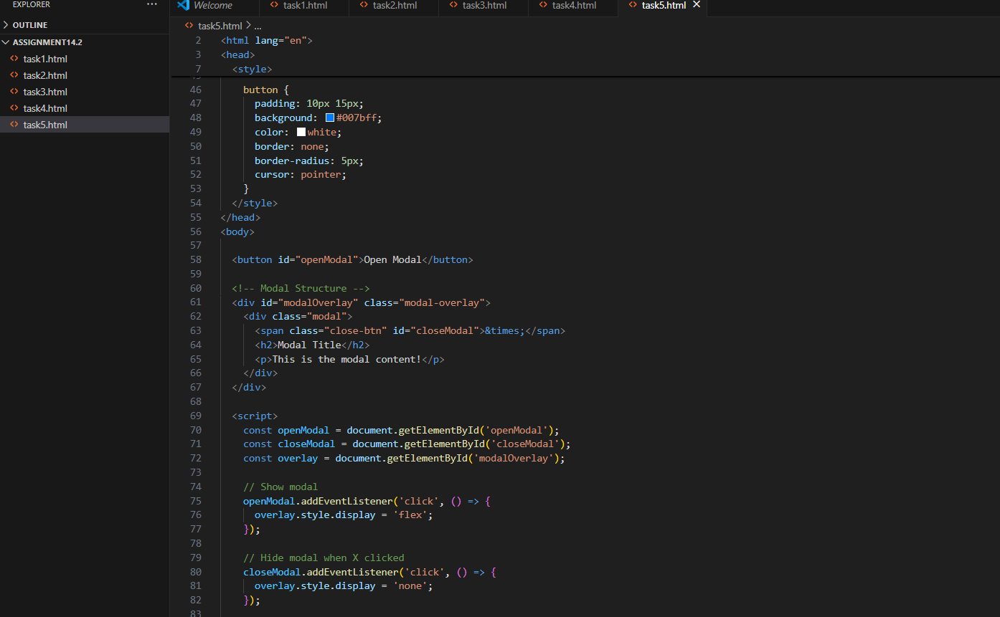 EXPLORER ...
OUTLINE
ASSIGNMENT14.2
task1.html
task2.html
task3.html
task4.html
task5.html
Welcome task1.html task2.html task3.html task4.html task5.html
task5.html > ...
2 <html lang="en">
3 <head>
7 <style>
46 button {
47 padding: 10px 15px;
48 background: #007bff;
49 color: white;
50 border: none;
51 border-radius: 5px;
52 cursor: pointer;
53 }
54 </style>
55 </head>
56 <body>
57
58 <button id="openModal">Open Modal</button>
59
60 <!-- Modal Structure -->
61 <div id="modalOverlay" class="modal-overlay">
62 <div class="modal">
63 <span class="close-btn" id="closeModal">&times;</span>
64 <h2>Modal Title</h2>
65 <p>This is the modal content!</p>
66 </div>
67 </div>
68
69 <script>
70 const openModal = document.getElementById('openModal');
71 const closeModal = document.getElementById('closeModal');
72 const overlay = document.getElementById('modalOverlay');
73
74 // Show modal
75 openModal.addEventListener('click', () => {
76 overlay.style.display = 'flex';
77 });
78
79 // Hide modal when X clicked
80 closeModal.addEventListener('click', () => {
81 overlay.style.display = 'none';
82 });
83